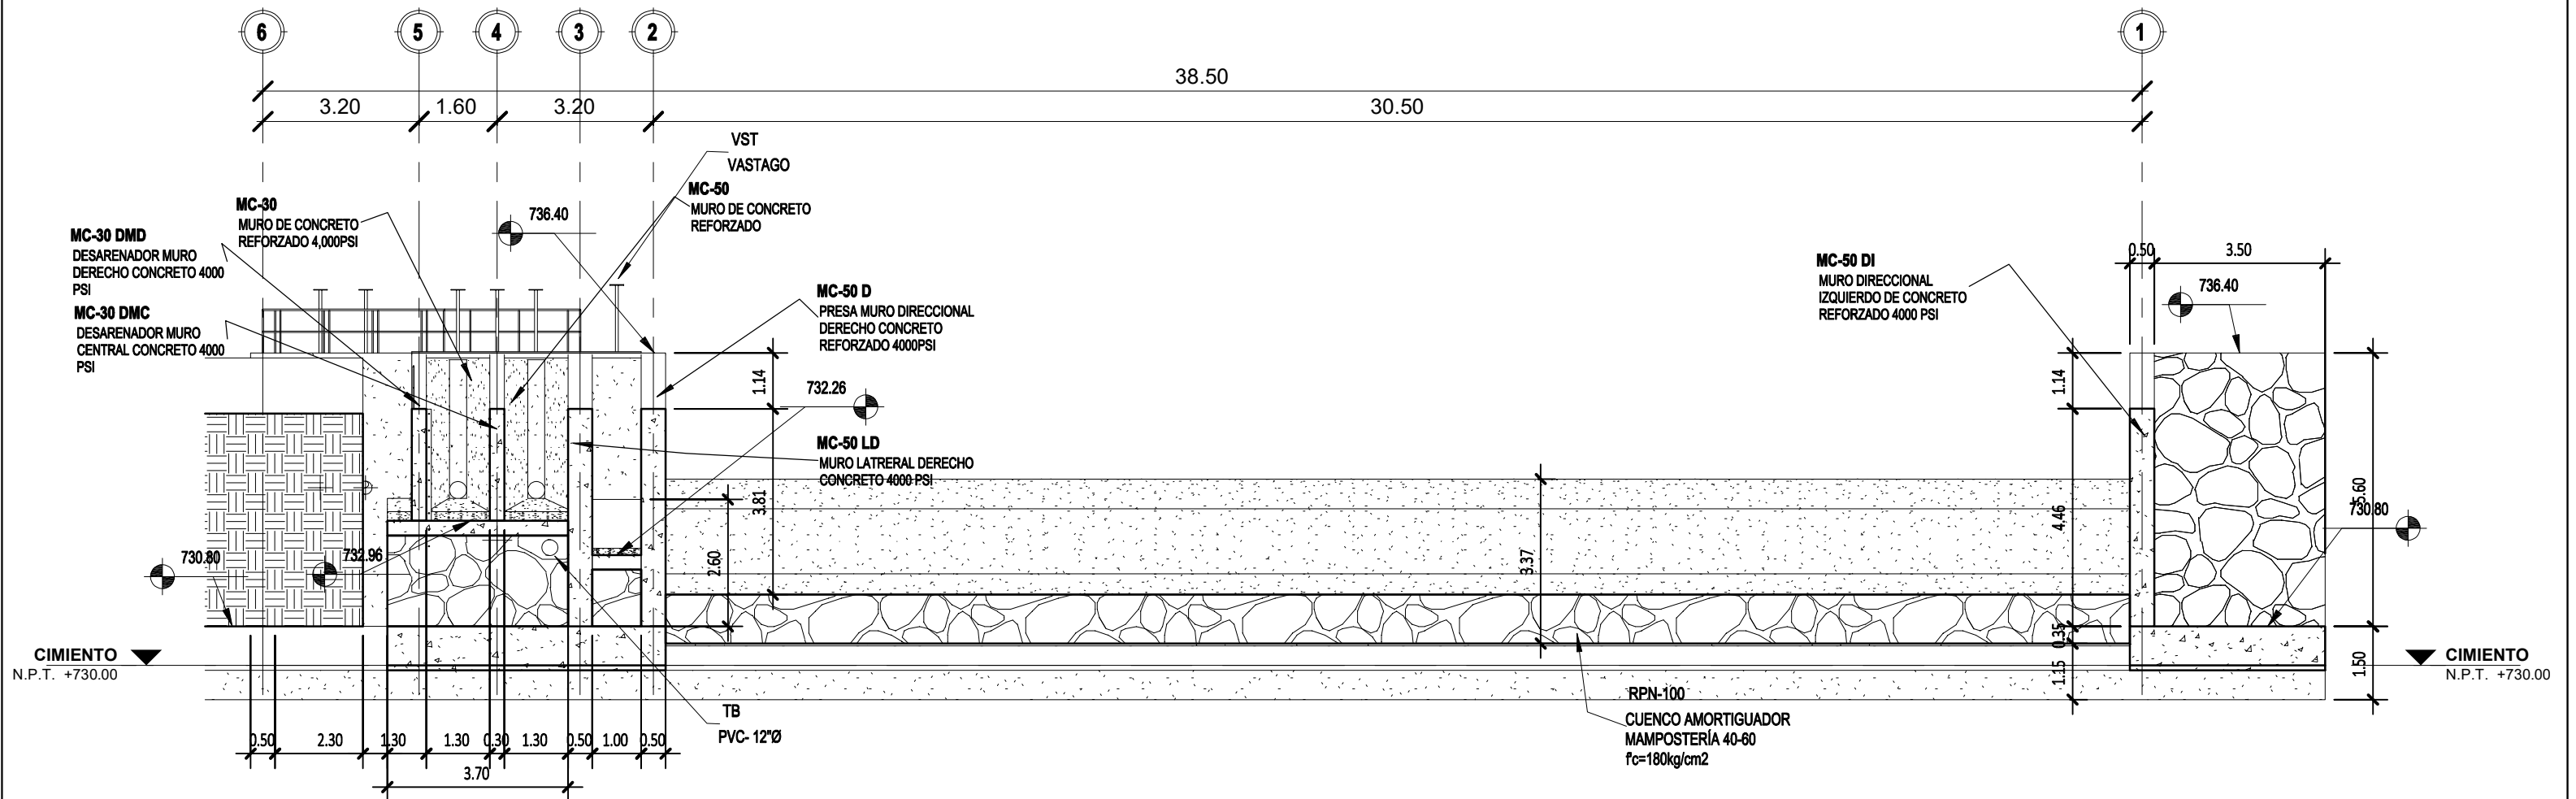 6
5
4
3
2
1
38.50
3.20
1.60
3.20
30.50
VST
VASTAGO
MC-50
MURO DE CONCRETO
REFORZADO
MC-30
MURO DE CONCRETO
REFORZADO 4,000PSI
736.40
MC-30 DMD
DESARENADOR MURO
DERECHO CONCRETO 4000
PSI
MC-30 DMC
DESARENADOR MURO
CENTRAL CONCRETO 4000
PSI
MC-50 D
PRESA MURO DIRECCIONAL
DERECHO CONCRETO
REFORZADO 4000PSI
MC-50 DI
MURO DIRECCIONAL
IZQUIERDO DE CONCRETO
REFORZADO 4000 PSI
0.50
3.50
736.40
1.14
732.26
1.14
MC-50 LD
MURO LATRERAL DERECHO
CONCRETO 4000 PSI
3.81
4.46
5.60
730.80
730.80
732.96
2.60
3.37
0.35
1.15
1.50
CIMIENTO
N.P.T. +730.00
CIMIENTO
N.P.T. +730.00
RPN-100
CUENCO AMORTIGUADOR
MAMPOSTERÍA 40-60
f'c=180kg/cm2
TB
PVC- 12"Ø
0.50
2.30
1.30
1.30
0.30
1.30
0.50
1.00
0.50
3.70